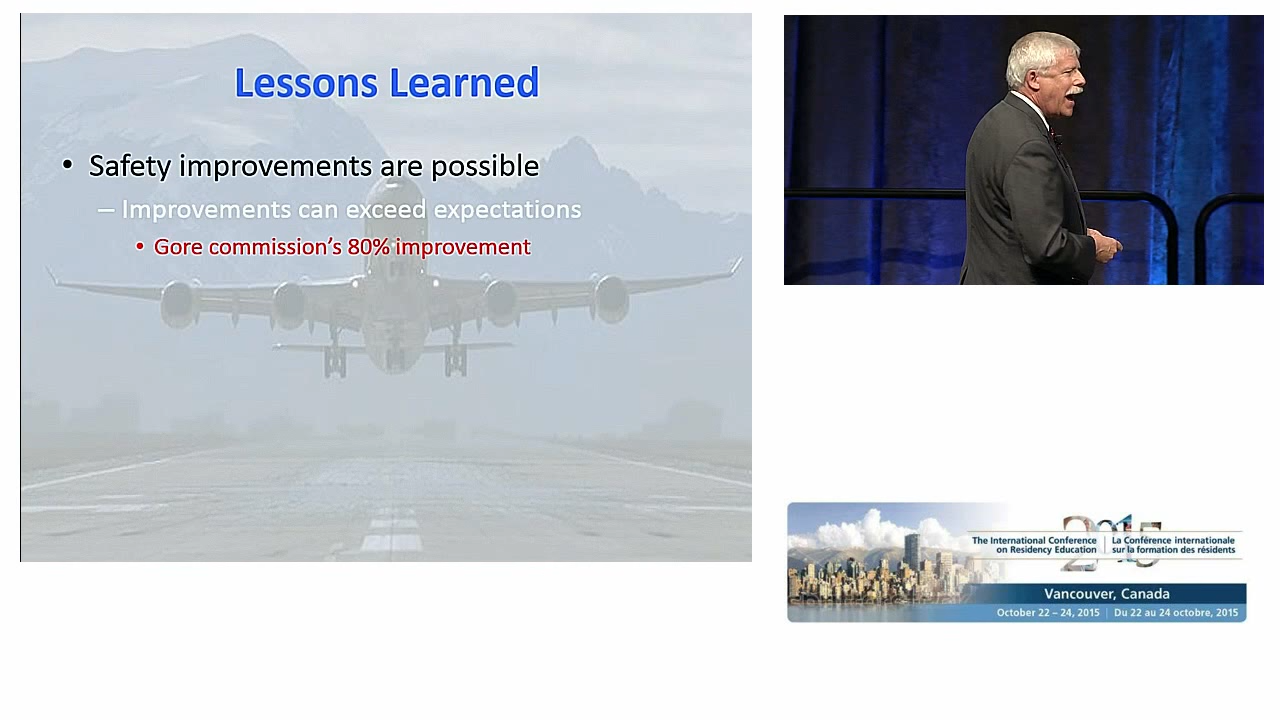 Lessons Learned
• Safety improvements are possible
– Improvements can exceed expectations
• Gore commission’s 80% improvement
2015
The International Conference
on Residency Education
La Conférence internationale
sur la formation des résidents
Vancouver, Canada
October 22 – 24, 2015 | Du 22 au 24 octobre, 2015